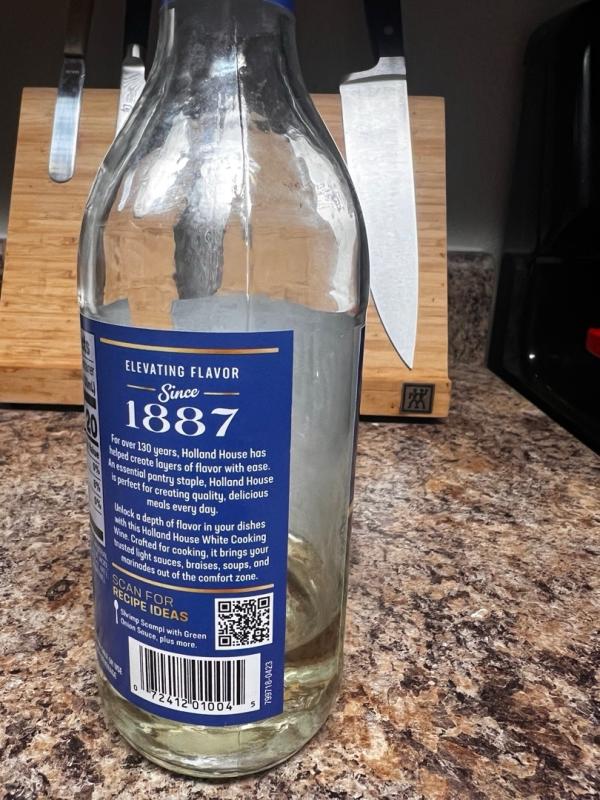 ELEVATING FLAVOR
Since
1887
For over 130 years, Holland House has
helped create layers of flavor with ease.
An essential pantry staple, Holland House
is perfect for creating quality, delicious
meals every day.
Unlock a depth of flavor in your dishes
with this Holland House White Cooking
Wine. Crafted for cooking, it brings your
trusted light sauces, braises, soups, and
marinades out of the comfort zone.
SCAN FOR
RECIPE IDEAS
Shrimp Scampi with Green
Onion Sauce, plus more.
0 72412 01004 5
799718-0423
20